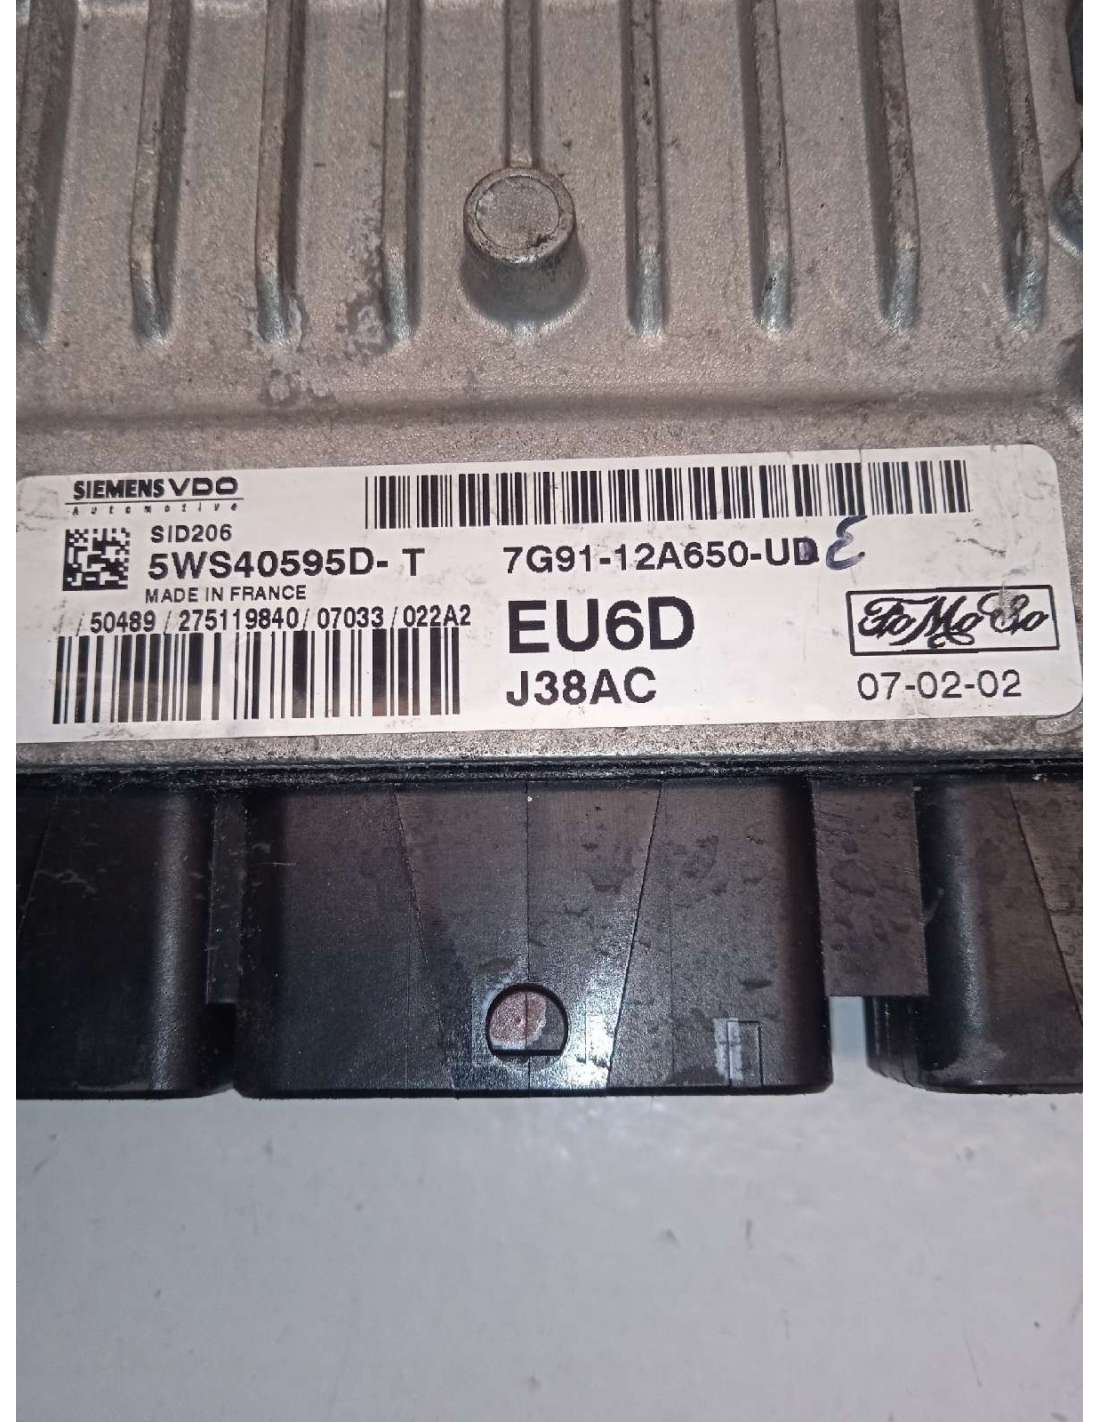 SIEMENS VDO
Automotive
SID206
5WS40595D-T
7G91-12A650-UD E
MADE IN FRANCE
/ 50489 / 275119840 / 07033 / 022A2
EU6D
FoMoCo
J38AC
07-02-02